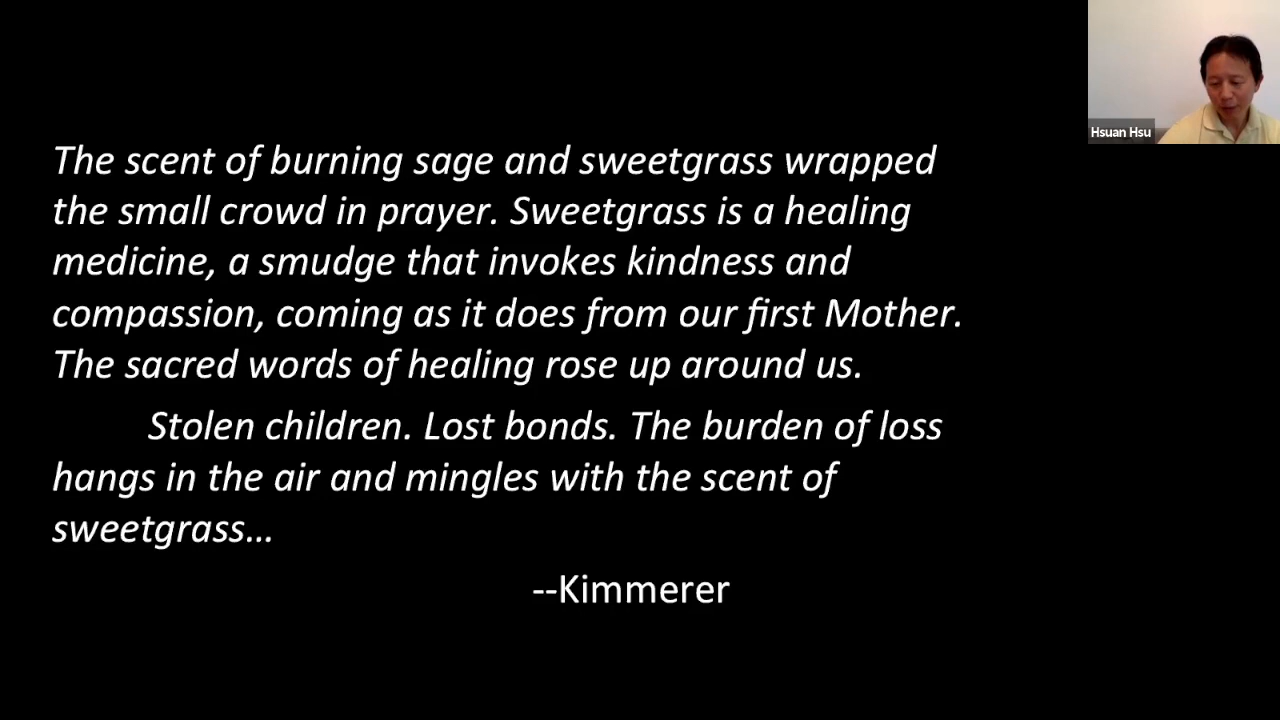 The scent of burning sage and sweetgrass wrapped
the small crowd in prayer. Sweetgrass is a healing
medicine, a smudge that invokes kindness and
compassion, coming as it does from our first Mother.
The sacred words of healing rose up around us.
Stolen children. Lost bonds. The burden of loss
hangs in the air and mingles with the scent of
sweetgrass…
--Kimmerer
Hsuan Hsu